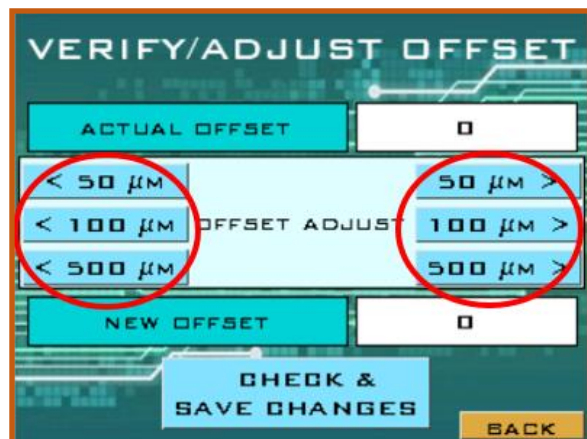 VERIFY/ADJUST OFFSET
ACTUAL OFFSET 0
< 50 µM 50 µM >
< 100 µM OFFSET ADJUST 100 µM >
< 500 µM 500 µM >
NEW OFFSET 0
CHECK &
SAVE CHANGES
BACK